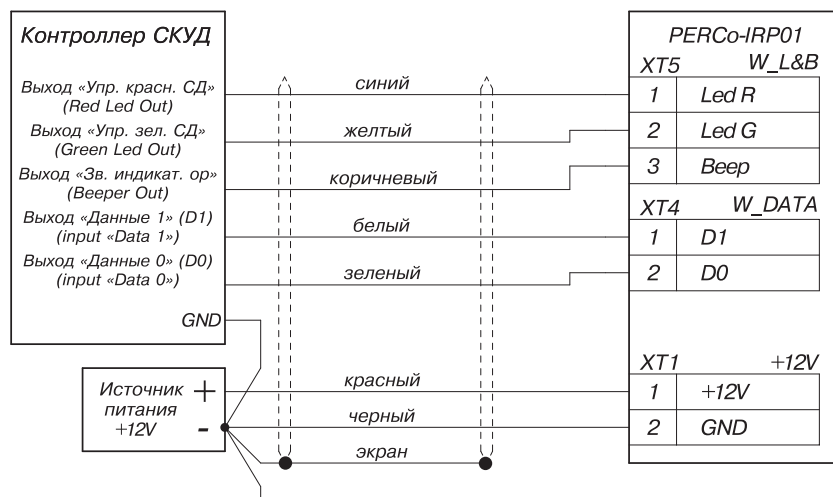 Контроллер СКУД
Выход «Упр. красн. СД»
(Red Led Out)
Выход «Упр. зел. СД»
(Green Led Out)
Выход «Зв. индикат. ор»
(Beeper Out)
Выход «Данные 1» (D1)
(input «Data 1»)
Выход «Данные 0» (D0)
(input «Data 0»)
GND
Источник
питания
+12V
+
-
синий
желтый
коричневый
белый
зеленый
красный
черный
экран
PERCo-IRP01
XT5 W_L&B
1 Led R
2 Led G
3 Beep
XT4 W_DATA
1 D1
2 D0
XT1 +12V
1 +12V
2 GND